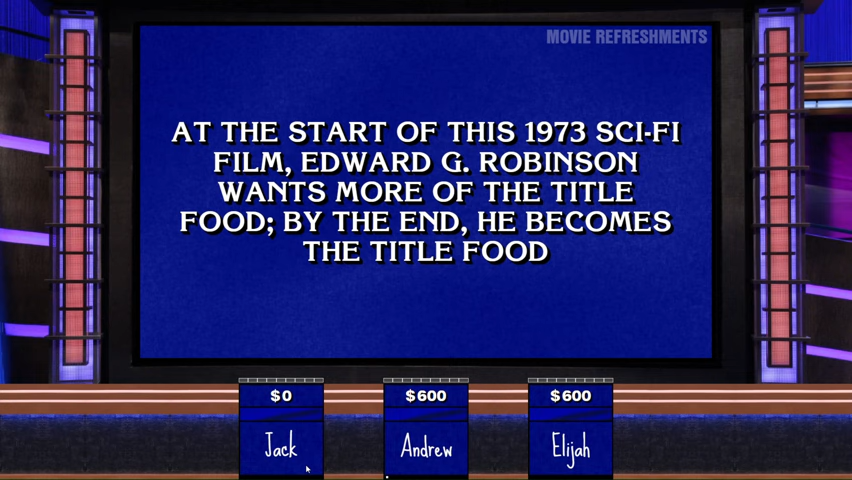 MOVIE REFRESHMENTS
AT THE START OF THIS 1973 SCI-FI
FILM, EDWARD G. ROBINSON
WANTS MORE OF THE TITLE
FOOD; BY THE END, HE BECOMES
THE TITLE FOOD
$0 $600 $600
Jack Andrew Elijah